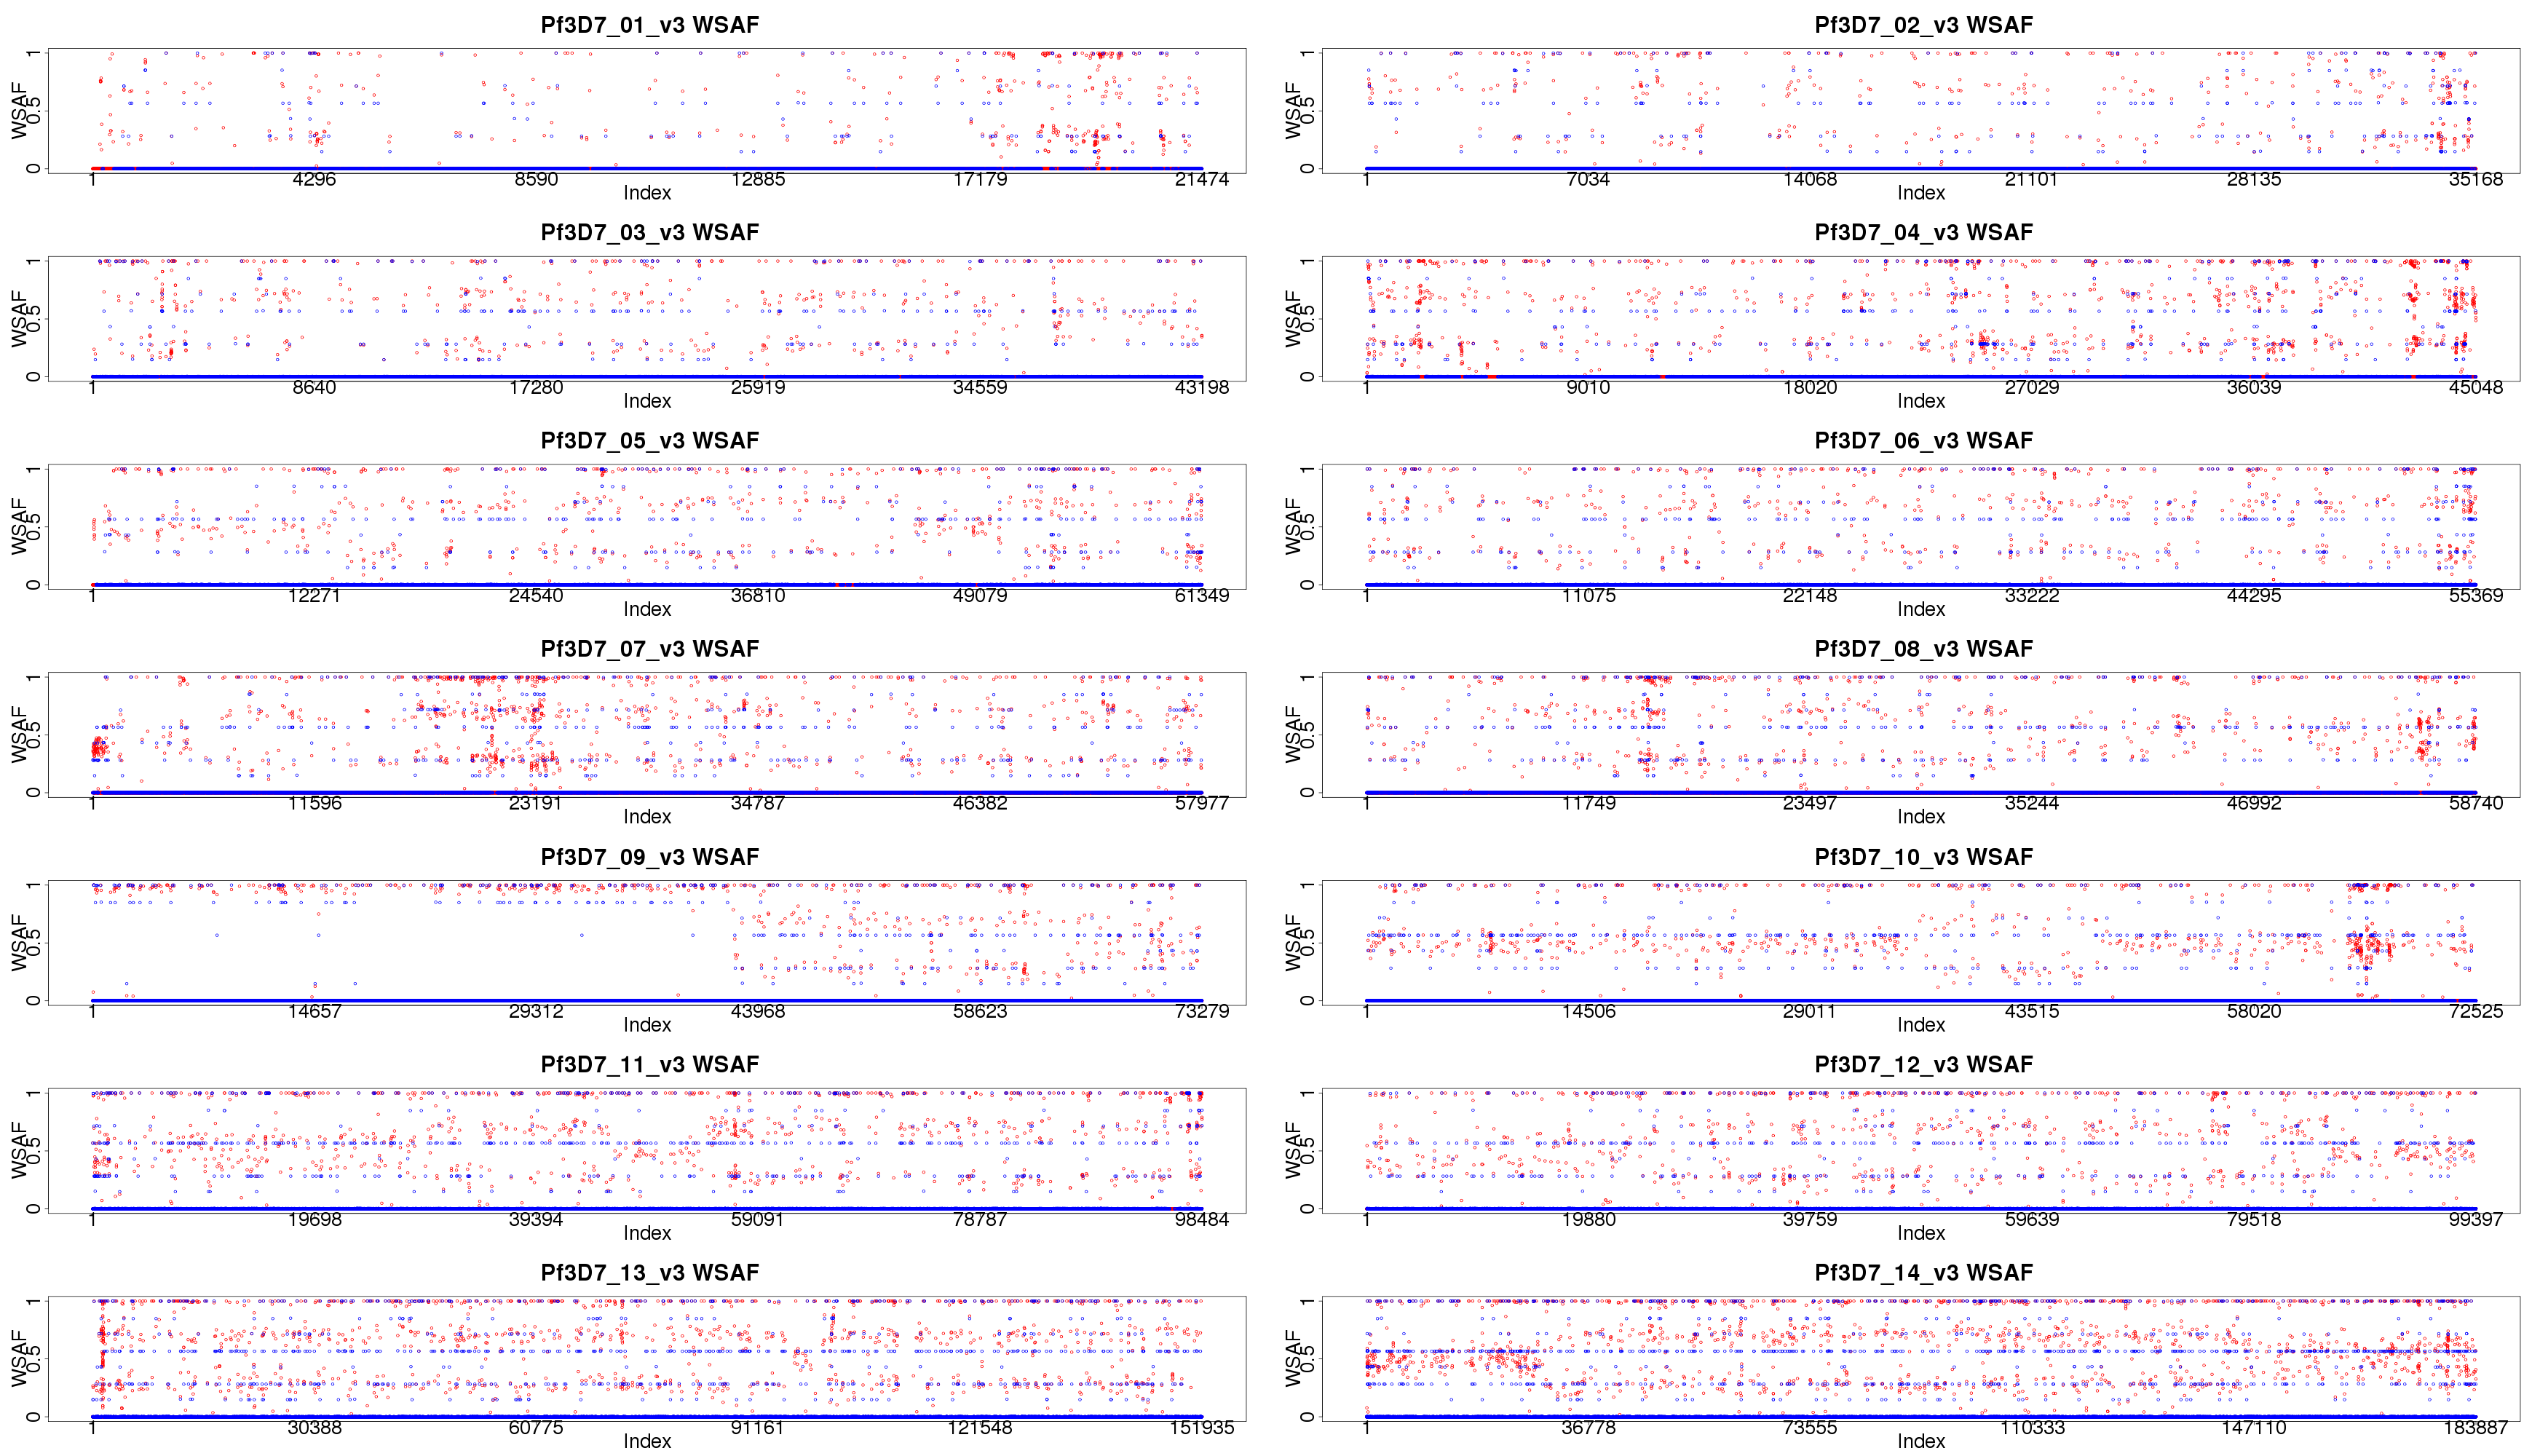 Pf3D7_01_v3 WSAF
WSAF
0 0.5 1
1 4296 8590 12885 17179 21474
Index
Pf3D7_02_v3 WSAF
WSAF
0 0.5 1
1 7034 14068 21101 28135 35168
Index
Pf3D7_03_v3 WSAF
WSAF
0 0.5 1
1 8640 17280 25919 34559 43198
Index
Pf3D7_04_v3 WSAF
WSAF
0 0.5 1
1 9010 18020 27029 36039 45048
Index
Pf3D7_05_v3 WSAF
WSAF
0 0.5 1
1 12271 24540 36810 49079 61349
Index
Pf3D7_06_v3 WSAF
WSAF
0 0.5 1
1 11075 22148 33222 44295 55369
Index
Pf3D7_07_v3 WSAF
WSAF
0 0.5 1
1 11596 23191 34787 46382 57977
Index
Pf3D7_08_v3 WSAF
WSAF
0 0.5 1
1 11749 23497 35244 46992 58740
Index
Pf3D7_09_v3 WSAF
WSAF
0 0.5 1
1 14657 29312 43968 58623 73279
Index
Pf3D7_10_v3 WSAF
WSAF
0 0.5 1
1 14506 29011 43515 58020 72525
Index
Pf3D7_11_v3 WSAF
WSAF
0 0.5 1
1 19698 39394 59091 78787 98484
Index
Pf3D7_12_v3 WSAF
WSAF
0 0.5 1
1 19880 39759 59639 79518 99397
Index
Pf3D7_13_v3 WSAF
WSAF
0 0.5 1
1 30388 60775 91161 121548 151935
Index
Pf3D7_14_v3 WSAF
WSAF
0 0.5 1
1 36778 73555 110333 147110 183887
Index